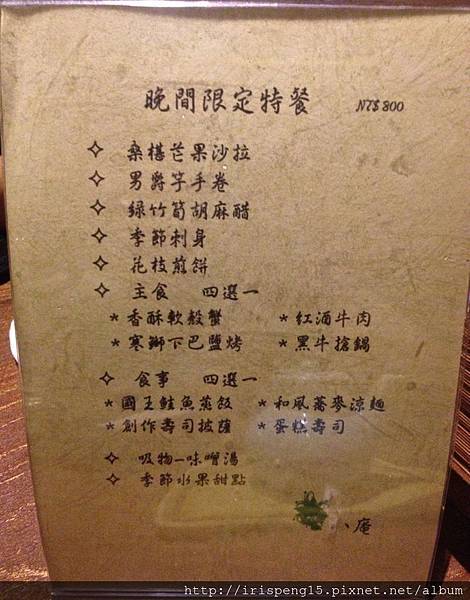 晚間限定特餐 NT$ 800
✧ 桑椹芒果沙拉
✧ 男爵芋手卷
✧ 綠竹筍胡麻醋
✧ 季節刺身
✧ 花枝煎餅
✧ 主食 四選一
* 香酥軟殼蟹 * 紅酒牛肉
* 寒鰤下巴鹽烤 * 黑牛搶鍋
✧ 食事 四選一
* 國王鮭魚蒸飯 * 和風蕎麥涼麵
* 創作壽司披薩 * 蛋糕壽司
✧ 吸物—味噌湯
✧ 季節水果甜點
八庵
http://irispeng15.pixnet.net/album